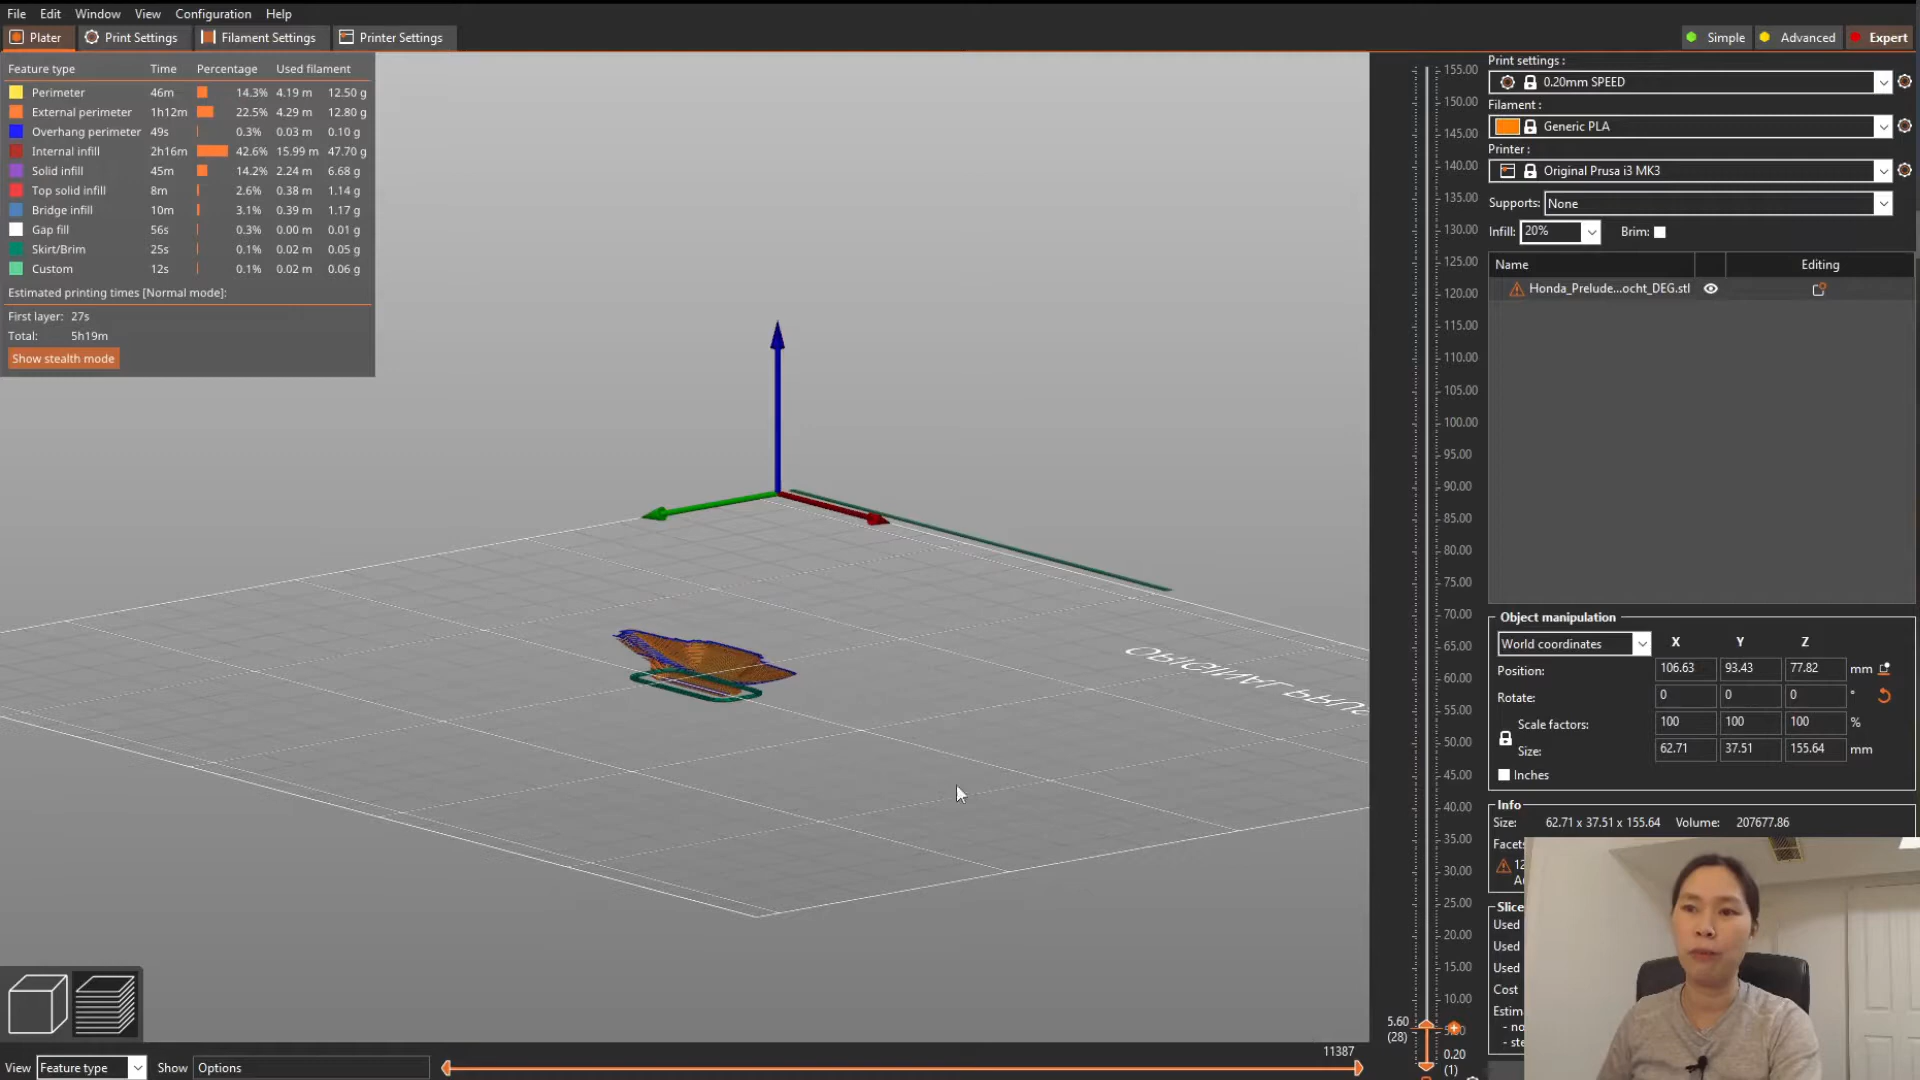 File Edit Window View Configuration Help
Plater Print Settings Filament Settings Printer Settings Simple Advanced Expert
Feature type Time Percentage Used filament
Perimeter 46m 14.3% 4.19 m 12.50 g
External perimeter 1h12m 22.5% 4.29 m 12.80 g
Overhang perimeter 49s 0.3% 0.03 m 0.10 g
Internal infill 2h16m 42.6% 15.99 m 47.70 g
Solid infill 45m 14.2% 2.24 m 6.68 g
Top solid infill 8m 2.6% 0.38 m 1.14 g
Bridge infill 10m 3.1% 0.39 m 1.17 g
Gap fill 56s 0.3% 0.00 m 0.01 g
Skirt/Brim 25s 0.1% 0.02 m 0.05 g
Custom 12s 0.1% 0.02 m 0.06 g
Estimated printing times [Normal mode]:
First layer: 27s
Total: 5h19m
Show stealth mode
ORIGINAL PRUS
155.00
150.00
145.00
140.00
135.00
130.00
125.00
120.00
115.00
110.00
105.00
100.00
95.00
90.00
85.00
80.00
75.00
70.00
65.00
60.00
55.00
50.00
45.00
40.00
35.00
30.00
25.00
20.00
15.00
10.00
5.60
(28)
0.20
(1)
Print settings :
0.20mm SPEED
Filament :
Generic PLA
Printer :
Original Prusa i3 MK3
Supports: None
Infill: 20% Brim:
Name Editing
Honda_Prelude...ocht_DEG.stl
Object manipulation
World coordinates X Y Z
Position: 106.63 93.43 77.82 mm
Rotate: 0 0 0 °
Scale factors: 100 100 100 %
Size: 62.71 37.51 155.64 mm
Inches
Info
Size: 62.71 x 37.51 x 155.64 Volume: 207677.86
Facets
12
Slice
Used
Used
Used
Cost
Estim
- no
- ste
11387
View Feature type Show Options